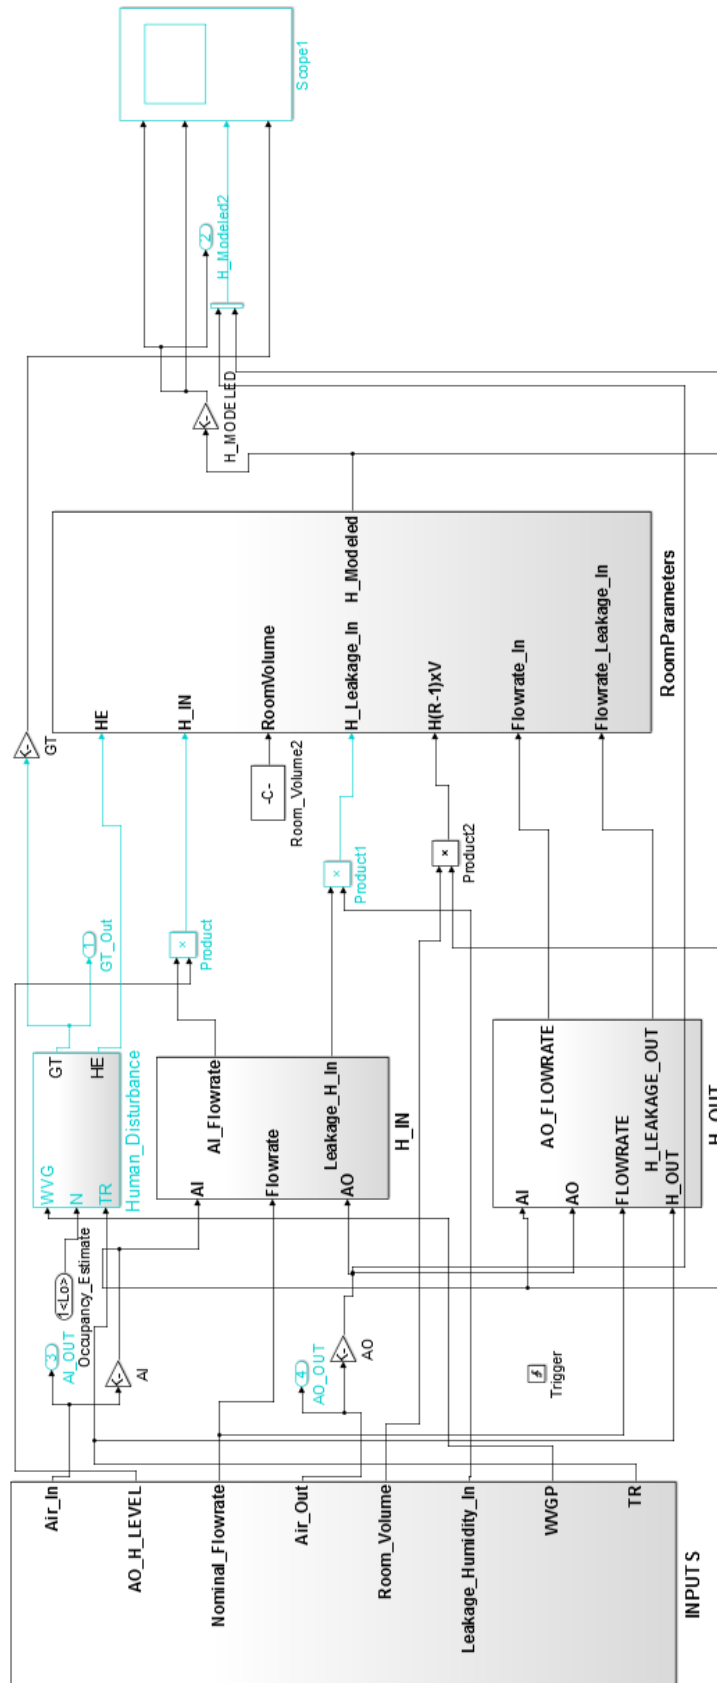 INPUTS
Air_In
AO_H_LEVEL
Nominal_Flowrate
Air_Out
Room_Volume
Leakage_Humidity_In
WVGP
TR
3
AI_OUT
1<Lo>
Occupancy_Estimate
K-
AI
4
AO_OUT
K-
AO
Trigger
WVG
N
TR
GT
HE
Human_Disturbance
AI
Flowrate
AO
AI_Flowrate
Leakage_H_In
H_IN
AI
AO
FLOWRATE
H_OUT
AO_FLOWRATE
H_LEAKAGE_OUT
H_OUT
1
GT_Out
×
Product
×
Product1
×
Product2
K-
GT
-C-
Room_Volume2
HE
H_IN
RoomVolume
H_Leakage_In
H(R-1)xV
Flowrate_In
Flowrate_Leakage_In
H_Modeled
RoomParameters
K-
H_MODELED
2
H_Modeled2
Scope1